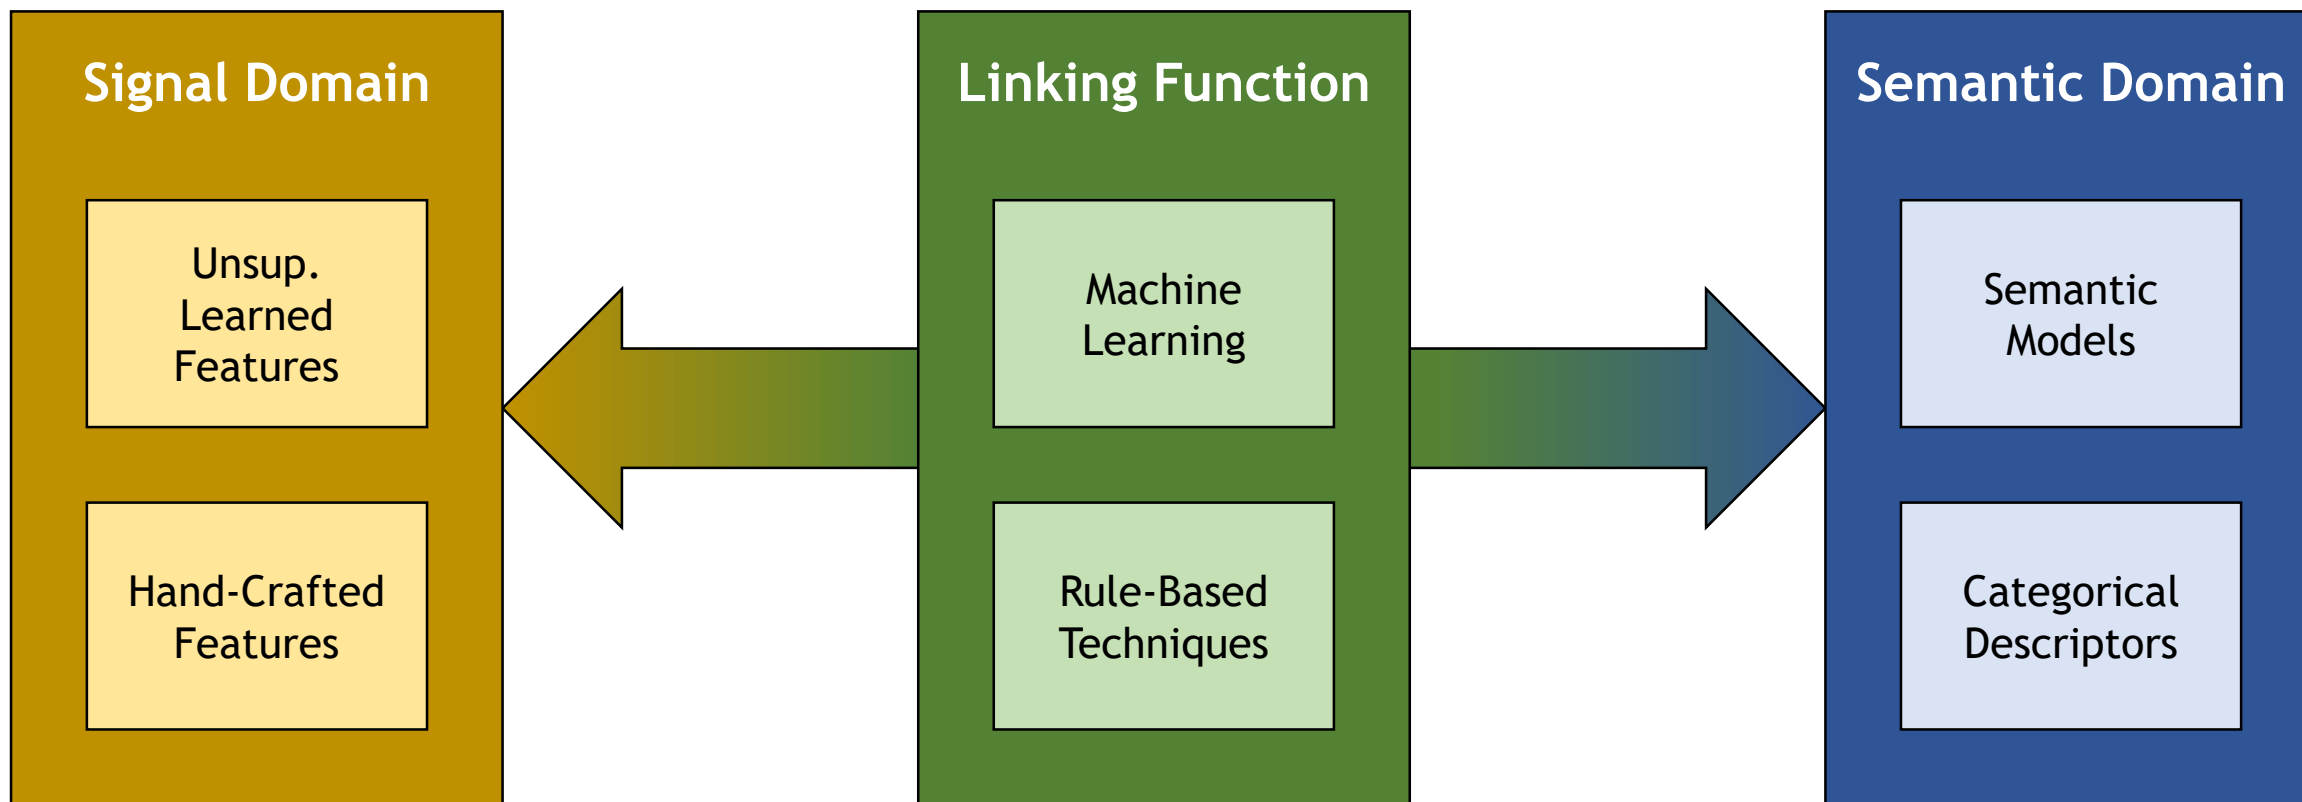 Signal Domain
Unsup.
Learned
Features
Hand-Crafted
Features
Linking Function
Machine
Learning
Rule-Based
Techniques
Semantic Domain
Semantic
Models
Categorical
Descriptors